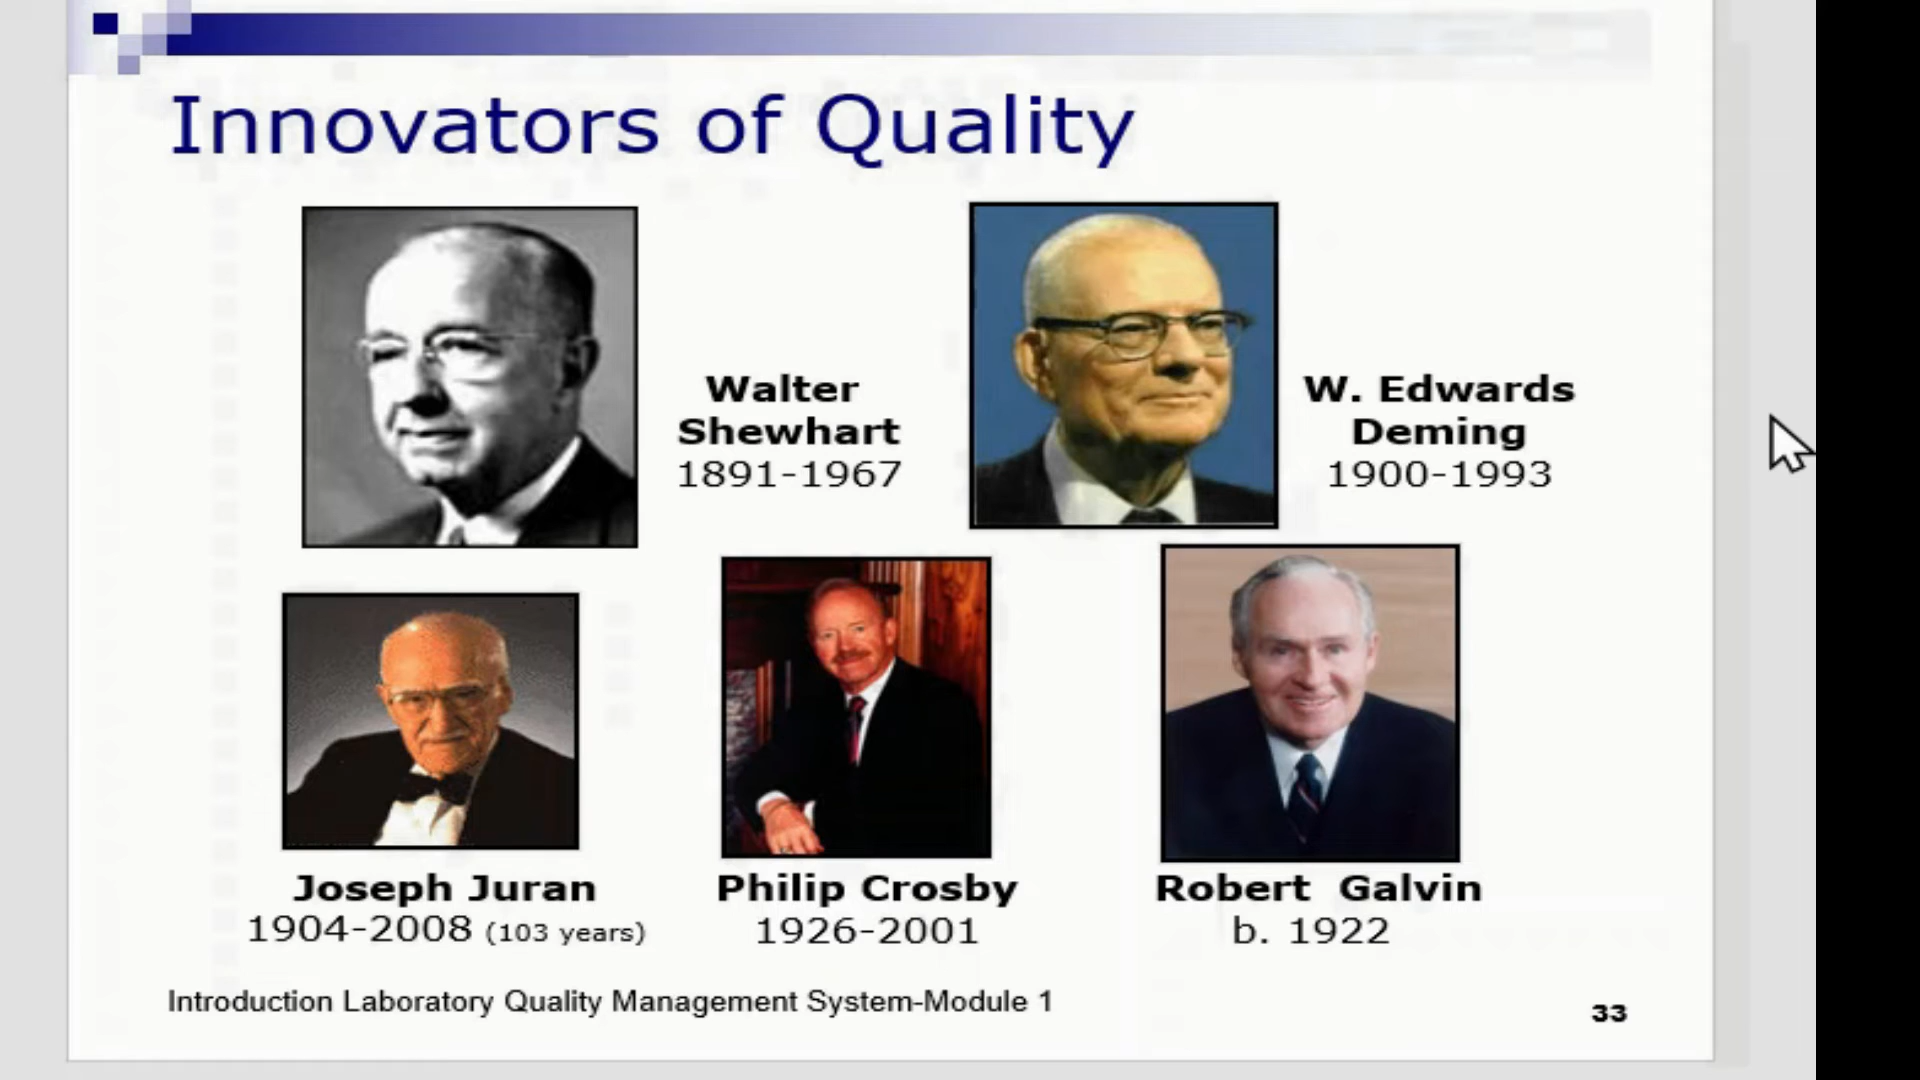 Innovators of Quality
Walter
Shewhart
1891-1967
W. Edwards
Deming
1900-1993
Joseph Juran
1904-2008 (103 years)
Philip Crosby
1926-2001
Robert Galvin
b. 1922
Introduction Laboratory Quality Management System-Module 1
33